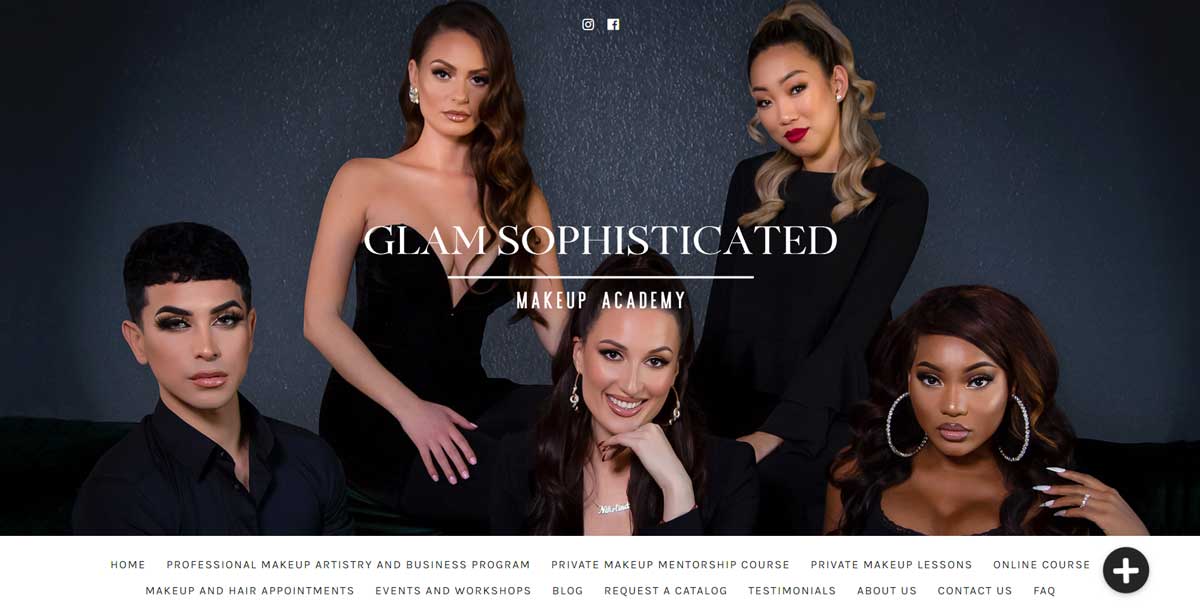 GLAM SOPHISTICATED
MAKEUP ACADEMY
HOME PROFESSIONAL MAKEUP ARTISTRY AND BUSINESS PROGRAM PRIVATE MAKEUP MENTORSHIP COURSE PRIVATE MAKEUP LESSONS ONLINE COURSE
MAKEUP AND HAIR APPOINTMENTS EVENTS AND WORKSHOPS BLOG REQUEST A CATALOG TESTIMONIALS ABOUT US CONTACT US FAQ